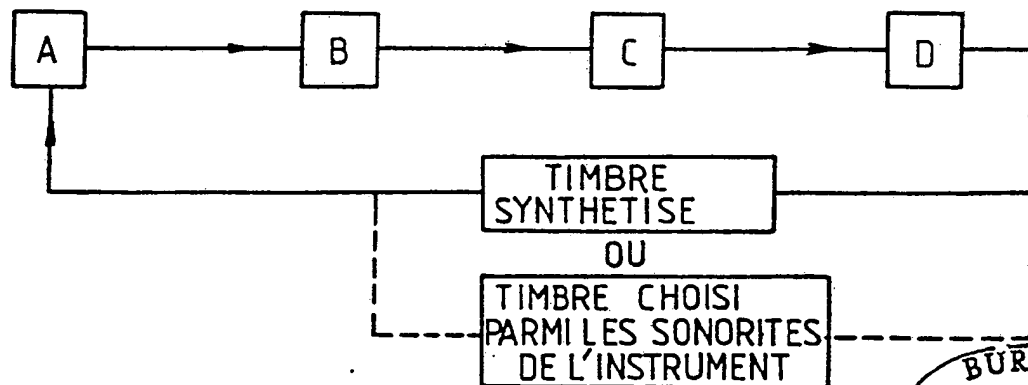 A B C D
TIMBRE
SYNTHETISE
OU
TIMBRE CHOISI
PARMI LES SONORITES
DE L'INSTRUMENT